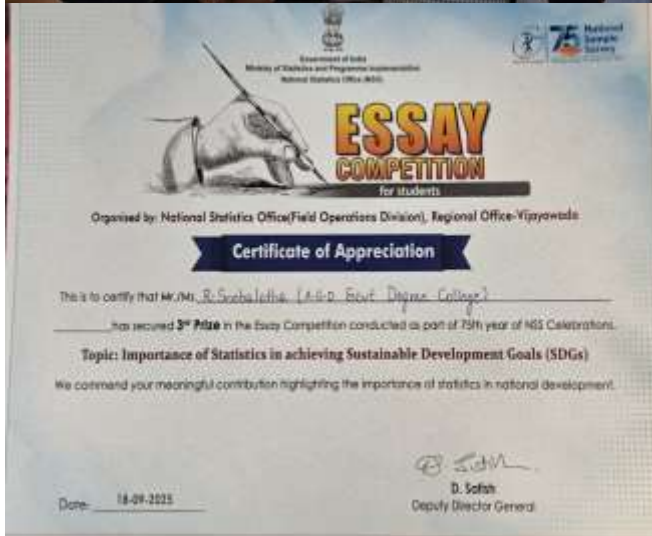 Government of India
Ministry of Statistics and Programme Implementation
National Statistics Office (NSO)
75 National
Sample
Survey
ESSAY
COMPETITION
for students
Organised by: National Statistics Office(Field Operations Division), Regional Office-Vijayawada
Certificate of Appreciation
This is to certify that Mr./Ms. R. Snehalatha (A.G.D Govt Degree College)
has secured 3rd Prize in the Essay Competition conducted as part of 75th year of NSS Celebrations.
Topic: Importance of Statistics in achieving Sustainable Development Goals (SDGs)
We commend your meaningful contribution highlighting the importance of statistics in national development.
D. Satish
Deputy Director General
Date: 18-09-2025